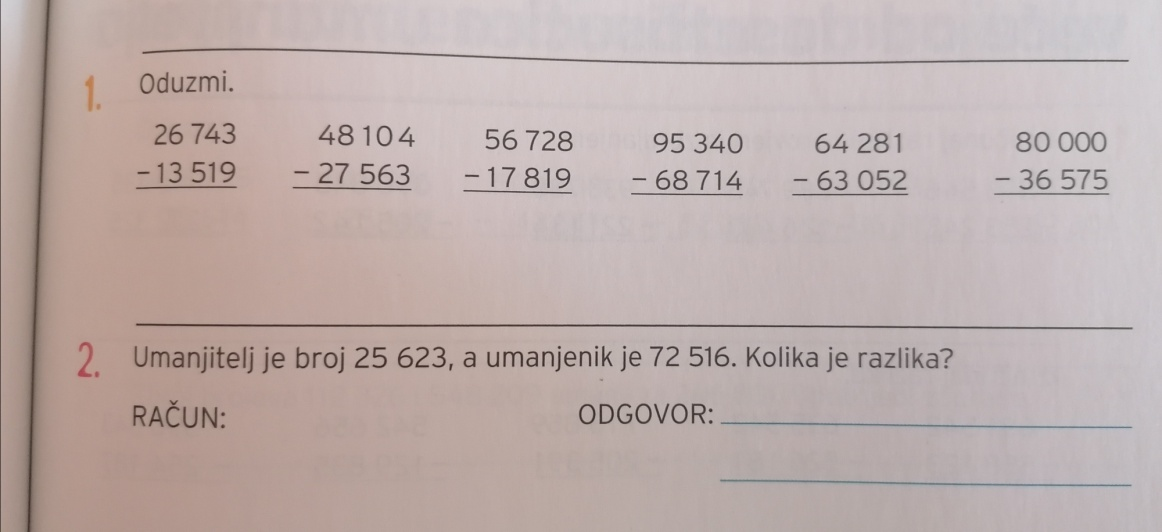 1. Oduzmi.
26 743 48 104 56 728 95 340 64 281 80 000
– 13 519 – 27 563 – 17 819 – 68 714 – 63 052 – 36 575
2. Umanjitelj je broj 25 623, a umanjenik je 72 516. Kolika je razlika?
RAČUN: ODGOVOR: